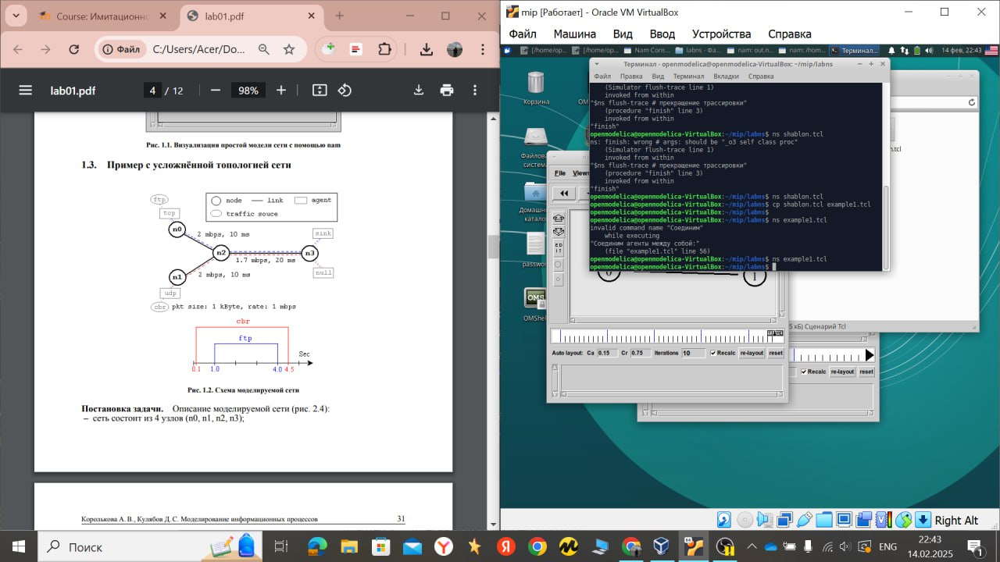 Course: Имитационно
lab01.pdf
Файл
C:/Users/Acer/Do...
lab01.pdf
4 / 12
98%
Рис. 1.1. Визуализация простой модели сети с помощью nam
1.3. Пример с усложнённой топологией сети
ftp
node
link
agent
tcp
traffic souce
n0
2 mbps, 10 ms
sink
n2
n3
1.7 mbps, 20 ms
n1
2 mbps, 10 ms
null
udp
cbr
pkt size: 1 kByte, rate: 1 mbps
cbr
ftp
Sec
0.1 1.0 4.0 4.5
Рис. 1.2. Схема моделируемой сети
Постановка задачи. Описание моделируемой сети (рис. 2.4):
– сеть состоит из 4 узлов (n0, n1, n2, n3);
Королькова А. В., Кулябов Д. С. Моделирование информационных процессов
31
mip [Работает] - Oracle VM VirtualBox
Файл Машина Вид Ввод Устройства Справка
[/home/op...
[/home/op...
Nam Cons...
labns - Фа...
nam: out.n...
nam: /hom...
Терминал...
14 фев, 22:43
Корзина
Файлова
систем
Домашн
катало
passwor
OMShel
Терминал - openmodelica@openmodelica-VirtualBox: ~/mip/labns
Файл Правка Вид Терминал Вкладки Справка
(Simulator flush-trace line 1)
invoked from within
"$ns flush-trace # прекращение трассировки"
(procedure "finish" line 3)
invoked from within
"finish"
openmodelica@openmodelica-VirtualBox:~/mip/labns$ ns shablon.tcl
ns: finish: wrong # args: should be "_o3 self class proc"
(Simulator flush-trace line 1)
invoked from within
"$ns flush-trace # прекращение трассировки"
(procedure "finish" line 3)
invoked from within
"finish"
openmodelica@openmodelica-VirtualBox:~/mip/labns$ ns shablon.tcl
openmodelica@openmodelica-VirtualBox:~/mip/labns$ cp shablon.tcl example1.tcl
openmodelica@openmodelica-VirtualBox:~/mip/labns$
openmodelica@openmodelica-VirtualBox:~/mip/labns$ ns example1.tcl
invalid command name "Соединим"
while executing
"Соединим агенты между собой:"
(file "example1.tcl" line 56)
openmodelica@openmodelica-VirtualBox:~/mip/labns$ ns example1.tcl
openmodelica@openmodelica-VirtualBox:~/mip/labns$
n.tcl
File Views
ED
IT
0
1
5 кБ) Сценарий Tcl
Auto layout: Ca 0.15 Cr 0.75 Iterations 10 Recalc re-layout reset
Recalc re-layout reset
Right Alt
Поиск
ENG
22:43
14.02.2025
1